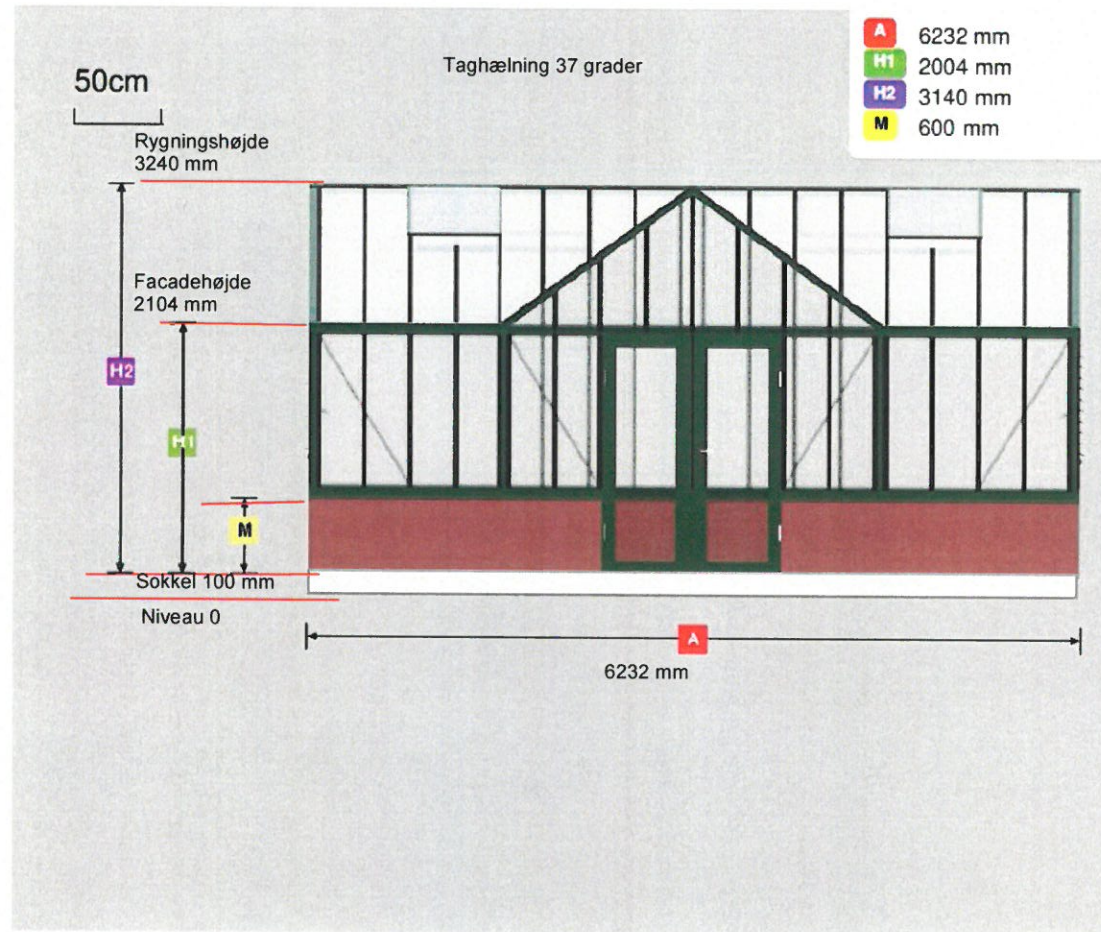 A 6232 mm
H1 2004 mm
H2 3140 mm
M 600 mm
Taghælning 37 grader
50cm
Rygningshøjde
3240 mm
Facadehøjde
2104 mm
H2
H1
M
Sokkel 100 mm
Niveau 0
A
6232 mm